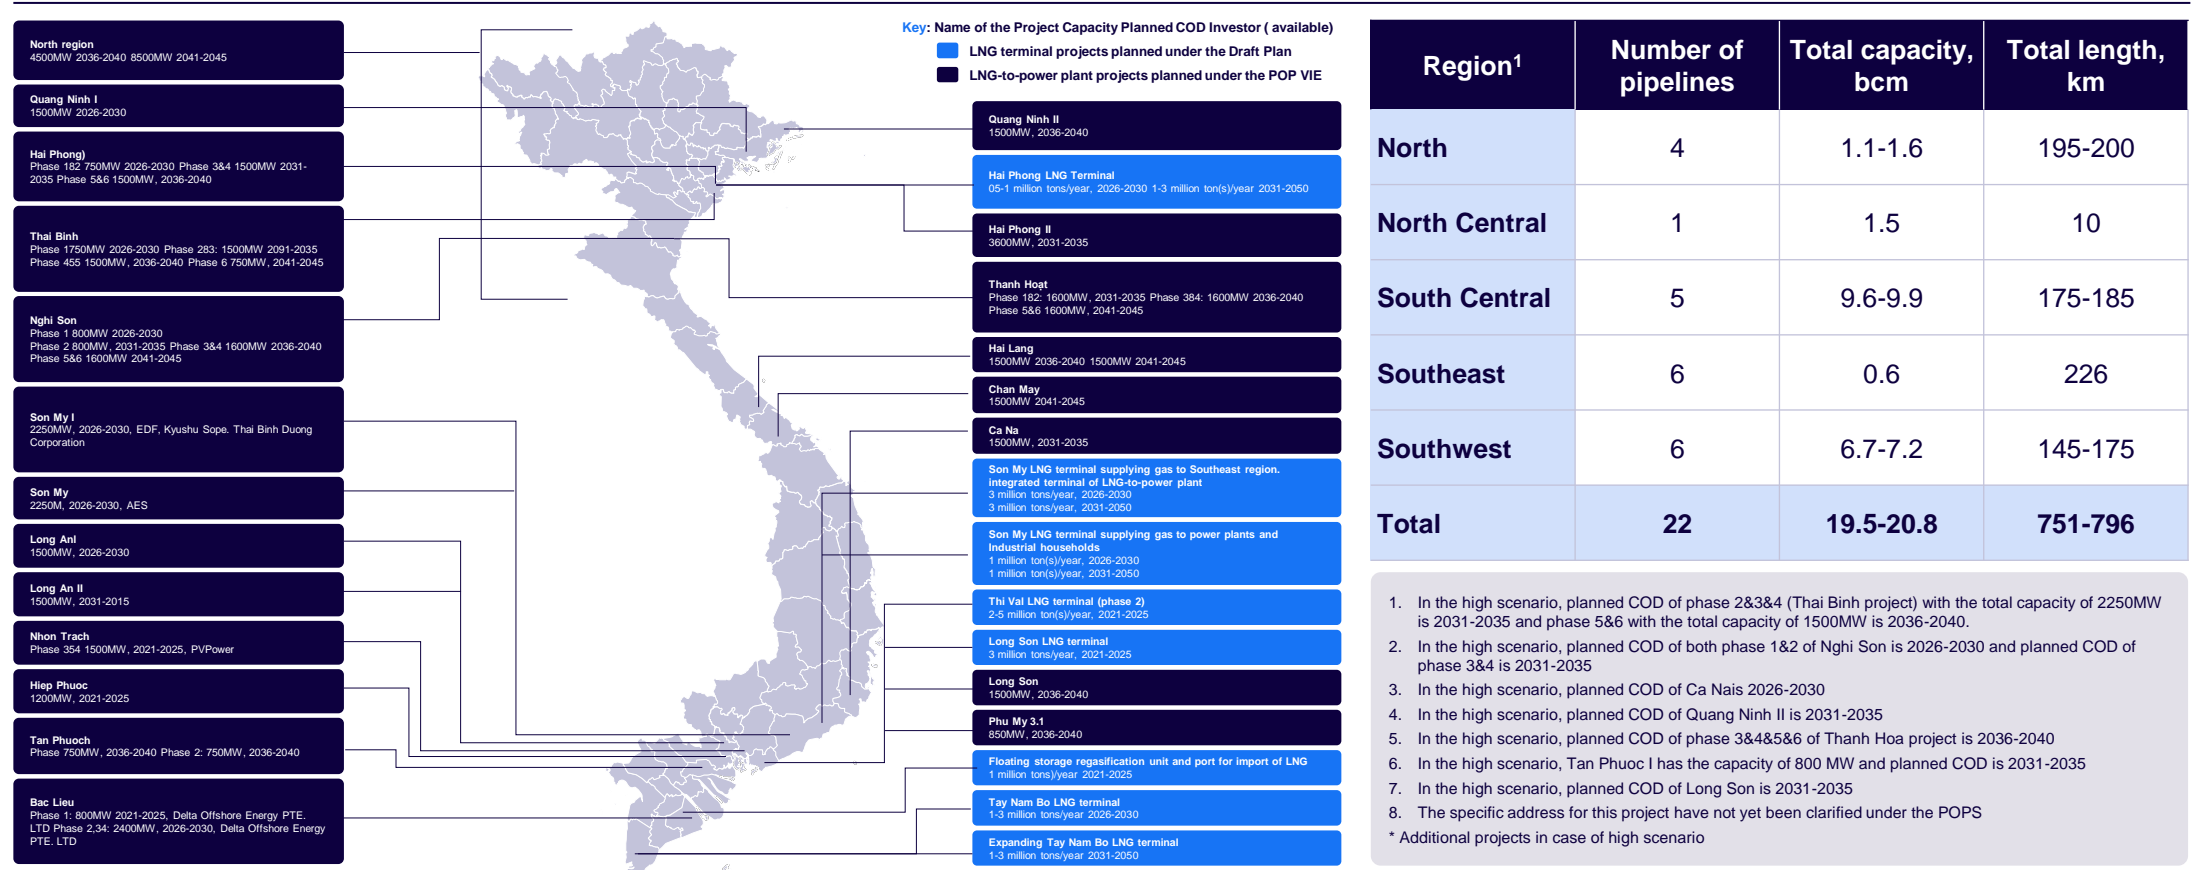 North region
4500MW 2036-2040 8500MW 2041-2045
Quang Ninh I
1500MW 2026-2030
Hai Phong)
Phase 182 750MW 2026-2030 Phase 3&4 1500MW 2031-
2035 Phase 5&6 1500MW, 2036-2040
Thai Binh
Phase 1750MW 2026-2030 Phase 283: 1500MW 2091-2035
Phase 455 1500MW, 2036-2040 Phase 6 750MW, 2041-2045
Nghi Son
Phase 1 800MW 2026-2030
Phase 2 800MW, 2031-2035 Phase 3&4 1600MW 2036-2040
Phase 5&6 1600MW 2041-2045
Son My I
2250MW, 2026-2030, EDF, Kyushu Sope. Thai Binh Duong
Corporation
Son My
2250M, 2026-2030, AES
Long AnI
1500MW, 2026-2030
Long An II
1500MW, 2031-2015
Nhon Trach
Phase 354 1500MW, 2021-2025, PVPower
Hiep Phuoc
1200MW, 2021-2025
Tan Phuoch
Phase 750MW, 2036-2040 Phase 2: 750MW, 2036-2040
Bac Lieu
Phase 1: 800MW 2021-2025, Delta Offshore Energy PTE.
LTD Phase 2,34: 2400MW, 2026-2030, Delta Offshore Energy
PTE. LTD
Key: Name of the Project Capacity Planned COD Investor ( available)
LNG terminal projects planned under the Draft Plan
LNG-to-power plant projects planned under the POP VIE
Quang Ninh II
1500MW, 2036-2040
Hai Phong LNG Terminal
05-1 million tons/year, 2026-2030 1-3 million ton(s)/year 2031-2050
Hai Phong II
3600MW, 2031-2035
Thanh Hoạt
Phase 182: 1600MW, 2031-2035 Phase 384: 1600MW 2036-2040
Phase 5&6 1600MW, 2041-2045
Hai Lang
1500MW 2036-2040 1500MW 2041-2045
Chan May
1500MW 2041-2045
Ca Na
1500MW, 2031-2035
Son My LNG terminal supplying gas to Southeast region.
integrated terminal of LNG-to-power plant
3 million tons/year, 2026-2030
3 million tons/year, 2031-2050
Son My LNG terminal supplying gas to power plants and
Industrial households
1 million ton(s)/year, 2026-2030
1 million ton(s)/year, 2031-2050
Thi Val LNG terminal (phase 2)
2-5 million ton(s)/year, 2021-2025
Long Son LNG terminal
3 million tons/year, 2021-2025
Long Son
1500MW, 2036-2040
Phu My 3.1
850MW, 2036-2040
Floating storage regasification unit and port for import of LNG
1 million tons)/year 2021-2025
Tay Nam Bo LNG terminal
1-3 million tons/year 2026-2030
Expanding Tay Nam Bo LNG terminal
1-3 million tons/year 2031-2050
Region1 Number of pipelines Total capacity, bcm Total length, km
North 4 1.1-1.6 195-200
North Central 1 1.5 10
South Central 5 9.6-9.9 175-185
Southeast 6 0.6 226
Southwest 6 6.7-7.2 145-175
Total 22 19.5-20.8 751-796
1. In the high scenario, planned COD of phase 2&3&4 (Thai Binh project) with the total capacity of 2250MW
is 2031-2035 and phase 5&6 with the total capacity of 1500MW is 2036-2040.
2. In the high scenario, planned COD of both phase 1&2 of Nghi Son is 2026-2030 and planned COD of
phase 3&4 is 2031-2035
3. In the high scenario, planned COD of Ca Nais 2026-2030
4. In the high scenario, planned COD of Quang Ninh II is 2031-2035
5. In the high scenario, planned COD of phase 3&4&5&6 of Thanh Hoa project is 2036-2040
6. In the high scenario, Tan Phuoc I has the capacity of 800 MW and planned COD is 2031-2035
7. In the high scenario, planned COD of Long Son is 2031-2035
8. The specific address for this project have not yet been clarified under the POPS
* Additional projects in case of high scenario